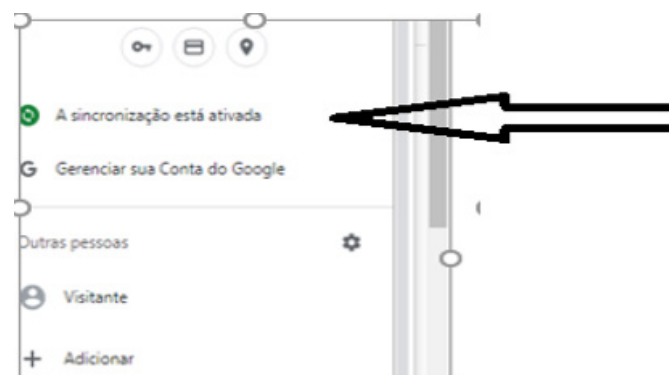 A sincronização está ativada
Gerenciar sua Conta do Google
Outras pessoas
Visitante
Adicionar